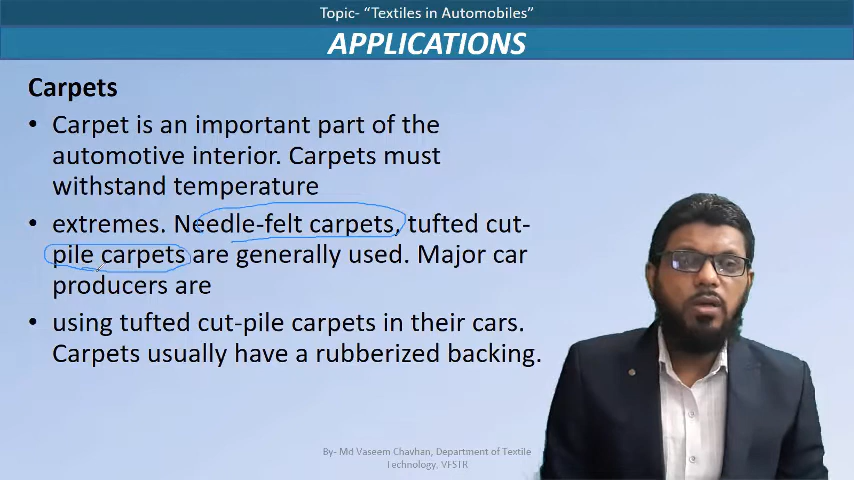 Topic- “Textiles in Automobiles”
APPLICATIONS
Carpets
• Carpet is an important part of the
automotive interior. Carpets must
withstand temperature
• extremes. Needle-felt carpets, tufted cut-
pile carpets are generally used. Major car
producers are
• using tufted cut-pile carpets in their cars.
Carpets usually have a rubberized backing.
By- Md Vaseem Chavhan, Department of Textile
Technology, VFSTR